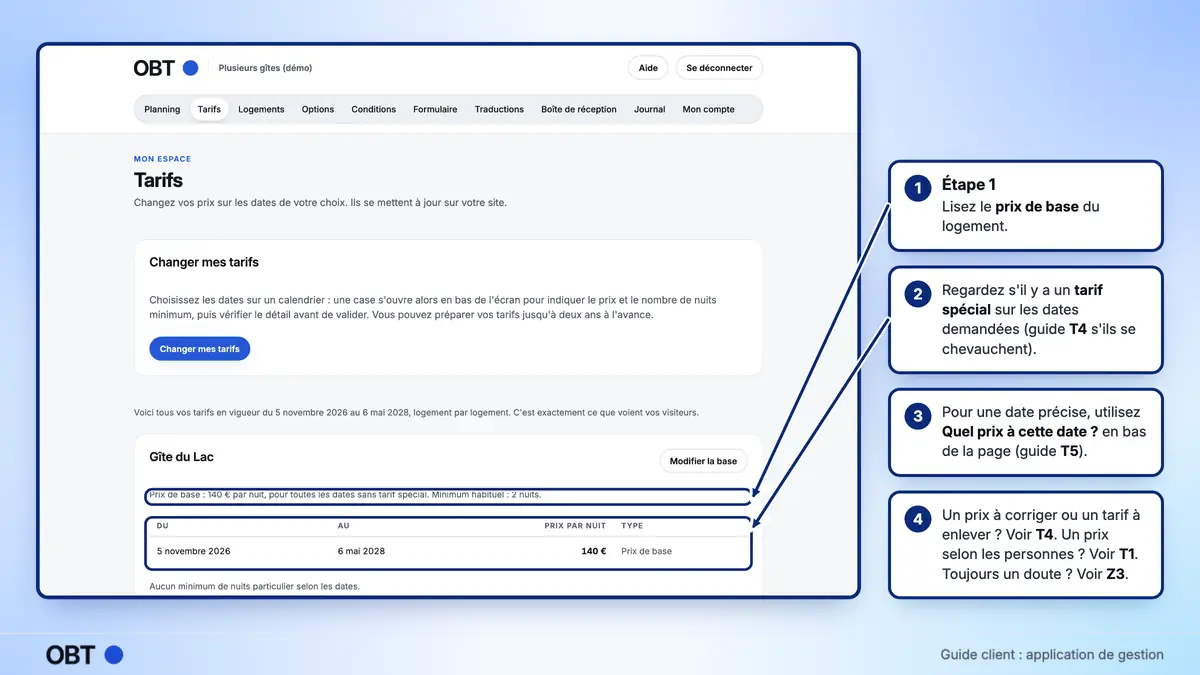 OBT
Plusieurs gîtes (démo)
Aide
Se déconnecter
Planning
Tarifs
Logements
Options
Conditions
Formulaire
Traductions
Boîte de réception
Journal
Mon compte
MON ESPACE
Tarifs
Changez vos prix sur les dates de votre choix. Ils se mettent à jour sur votre site.
Changer mes tarifs
Choisissez les dates sur un calendrier : une case s'ouvre alors en bas de l'écran pour indiquer le prix et le nombre de nuits
minimum, puis vérifier le détail avant de valider. Vous pouvez préparer vos tarifs jusqu'à deux ans à l'avance.
Changer mes tarifs
Voici tous vos tarifs en vigueur du 5 novembre 2026 au 6 mai 2028, logement par logement. C'est exactement ce que voient vos visiteurs.
Gîte du Lac
Modifier la base
Prix de base : 140 € par nuit, pour toutes les dates sans tarif spécial. Minimum habituel : 2 nuits.
DU AU PRIX PAR NUIT TYPE
5 novembre 2026 6 mai 2028 140 € Prix de base
Aucun minimum de nuits particulier selon les dates.
1 Étape 1
Lisez le prix de base du
logement.
2 Regardez s'il y a un tarif
spécial sur les dates
demandées (guide T4 s'ils se
chevauchent).
3 Pour une date précise, utilisez
Quel prix à cette date ? en bas
de la page (guide T5).
4 Un prix à corriger ou un tarif à
enlever ? Voir T4. Un prix
selon les personnes ? Voir T1.
Toujours un doute ? Voir Z3.
OBT
Guide client : application de gestion